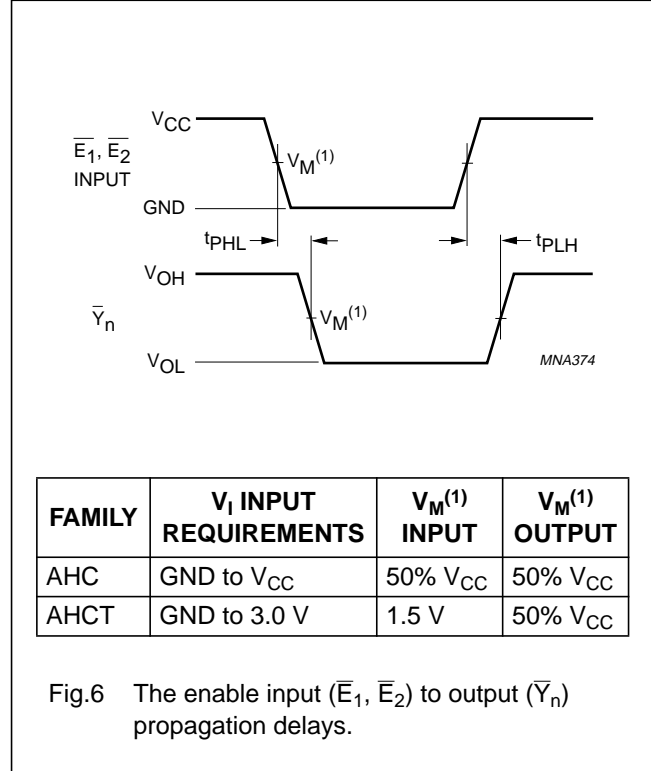 V_CC
E̅₁, E̅₂
INPUT
V_M^(1)
GND
t_PHL
t_PLH
V_OH
Y̅_n
V_M^(1)
V_OL
MNA374
FAMILY V_I INPUT REQUIREMENTS V_M^(1) INPUT V_M^(1) OUTPUT
AHC GND to V_CC 50% V_CC 50% V_CC
AHCT GND to 3.0 V 1.5 V 50% V_CC
Fig.6 The enable input (E̅₁, E̅₂) to output (Y̅_n)
propagation delays.